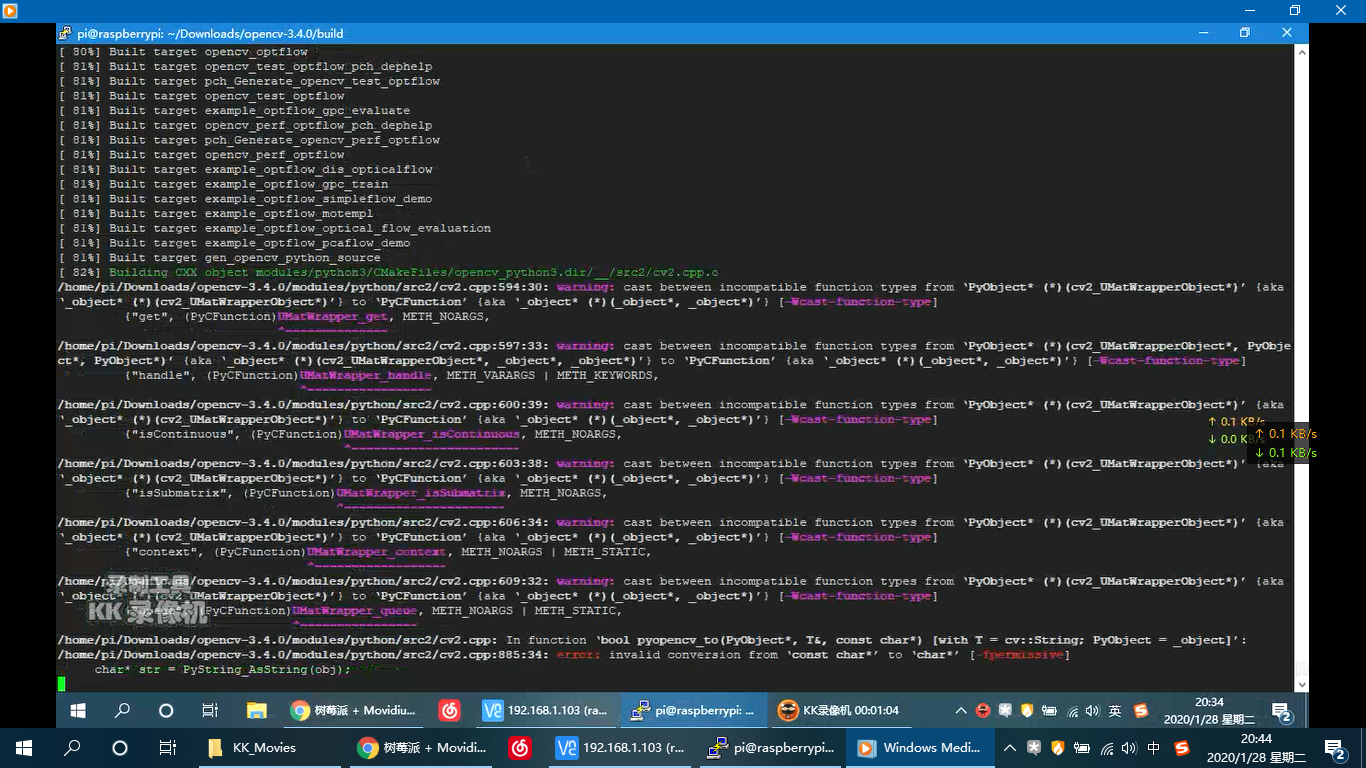 pi@raspberrypi: ~/Downloads/opencv-3.4.0/build
[ 80%] Built target opencv_optflow
[ 81%] Built target opencv_test_optflow_pch_dephelp
[ 81%] Built target pch_Generate_opencv_test_optflow
[ 81%] Built target opencv_test_optflow
[ 81%] Built target example_optflow_gpc_evaluate
[ 81%] Built target opencv_perf_optflow_pch_dephelp
[ 81%] Built target pch_Generate_opencv_perf_optflow
[ 81%] Built target opencv_perf_optflow
[ 81%] Built target example_optflow_dis_opticalflow
[ 81%] Built target example_optflow_gpc_train
[ 81%] Built target example_optflow_simpleflow_demo
[ 81%] Built target example_optflow_motempl
[ 81%] Built target example_optflow_optical_flow_evaluation
[ 81%] Built target example_optflow_pcaflow_demo
[ 81%] Built target gen_opencv_python_source
[ 82%] Building CXX object modules/python3/CMakeFiles/opencv_python3.dir/__/src2/cv2.cpp.o
/home/pi/Downloads/opencv-3.4.0/modules/python/src2/cv2.cpp:594:30: warning: cast between incompatible function types from ‘PyObject* (*)(cv2_UMatWrapperObject*)’ {aka
‘_object* (*)(cv2_UMatWrapperObject*)’} to ‘PyCFunction’ {aka ‘_object* (*)(_object*, _object*)’} [-Wcast-function-type]
{"get", (PyCFunction)UMatWrapper_get, METH_NOARGS,
^~~~~~~~~~~~~~~
/home/pi/Downloads/opencv-3.4.0/modules/python/src2/cv2.cpp:597:33: warning: cast between incompatible function types from ‘PyObject* (*)(cv2_UMatWrapperObject*, PyObje
ct*, PyObject*)’ {aka ‘_object* (*)(cv2_UMatWrapperObject*, _object*, _object*)’} to ‘PyCFunction’ {aka ‘_object* (*)(_object*, _object*)’} [-Wcast-function-type]
{"handle", (PyCFunction)UMatWrapper_handle, METH_VARARGS | METH_KEYWORDS,
^~~~~~~~~~~~~~~~~~
/home/pi/Downloads/opencv-3.4.0/modules/python/src2/cv2.cpp:600:39: warning: cast between incompatible function types from ‘PyObject* (*)(cv2_UMatWrapperObject*)’ {aka
‘_object* (*)(cv2_UMatWrapperObject*)’} to ‘PyCFunction’ {aka ‘_object* (*)(_object*, _object*)’} [-Wcast-function-type]
↑ 0.1 KB/s
{"isContinuous", (PyCFunction)UMatWrapper_isContinuous, METH_NOARGS,
↑ 0.1 KB/s
↓ 0.0 KB/s
^~~~~~~~~~~~~~~~~~~~~~~~
↓ 0.1 KB/s
/home/pi/Downloads/opencv-3.4.0/modules/python/src2/cv2.cpp:603:38: warning: cast between incompatible function types from ‘PyObject* (*)(cv2_UMatWrapperObject*)’ {aka
‘_object* (*)(cv2_UMatWrapperObject*)’} to ‘PyCFunction’ {aka ‘_object* (*)(_object*, _object*)’} [-Wcast-function-type]
{"isSubmatrix", (PyCFunction)UMatWrapper_isSubmatrix, METH_NOARGS,
^~~~~~~~~~~~~~~~~~~~~~~
/home/pi/Downloads/opencv-3.4.0/modules/python/src2/cv2.cpp:606:34: warning: cast between incompatible function types from ‘PyObject* (*)(cv2_UMatWrapperObject*)’ {aka
‘_object* (*)(cv2_UMatWrapperObject*)’} to ‘PyCFunction’ {aka ‘_object* (*)(_object*, _object*)’} [-Wcast-function-type]
{"context", (PyCFunction)UMatWrapper_context, METH_NOARGS | METH_STATIC,
^~~~~~~~~~~~~~~~~~~
/home/pi/Downloads/opencv-3.4.0/modules/python/src2/cv2.cpp:609:32: warning: cast between incompatible function types from ‘PyObject* (*)(cv2_UMatWrapperObject*)’ {aka
‘_object* (*)(cv2_UMatWrapperObject*)’} to ‘PyCFunction’ {aka ‘_object* (*)(_object*, _object*)’} [-Wcast-function-type]
(PyCFunction)UMatWrapper_queue, METH_NOARGS | METH_STATIC,
^~~~~~~~~~~~~~~~~
KK录像机
/home/pi/Downloads/opencv-3.4.0/modules/python/src2/cv2.cpp: In function ‘bool pyopencv_to(PyObject*, T&, const char*) [with T = cv::String; PyObject = _object]’:
/home/pi/Downloads/opencv-3.4.0/modules/python/src2/cv2.cpp:885:34: error: invalid conversion from ‘const char*’ to ‘char*’ [-fpermissive]
char* str = PyString_AsString(obj);
树莓派 + Movidiu...
192.168.1.103 (ra...
pi@raspberrypi: ...
KK录像机 00:01:04
英
20:34
2020/1/28 星期二
2
KK_Movies
树莓派 + Movidi...
192.168.1.103 (r...
pi@raspberrypi...
Windows Medi...
中
20:44
2020/1/28 星期二
2